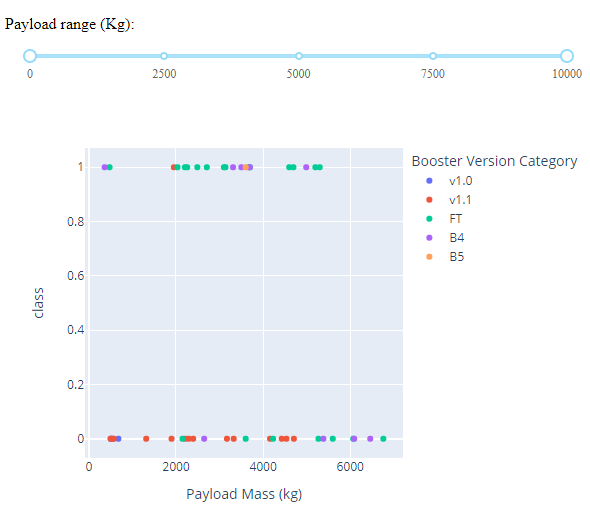 Payload range (Kg):
0 2500 5000 7500 10000
Booster Version Category
v1.0
v1.1
FT
B4
B5
1
0.8
0.6
0.4
0.2
0
class
0 2000 4000 6000
Payload Mass (kg)